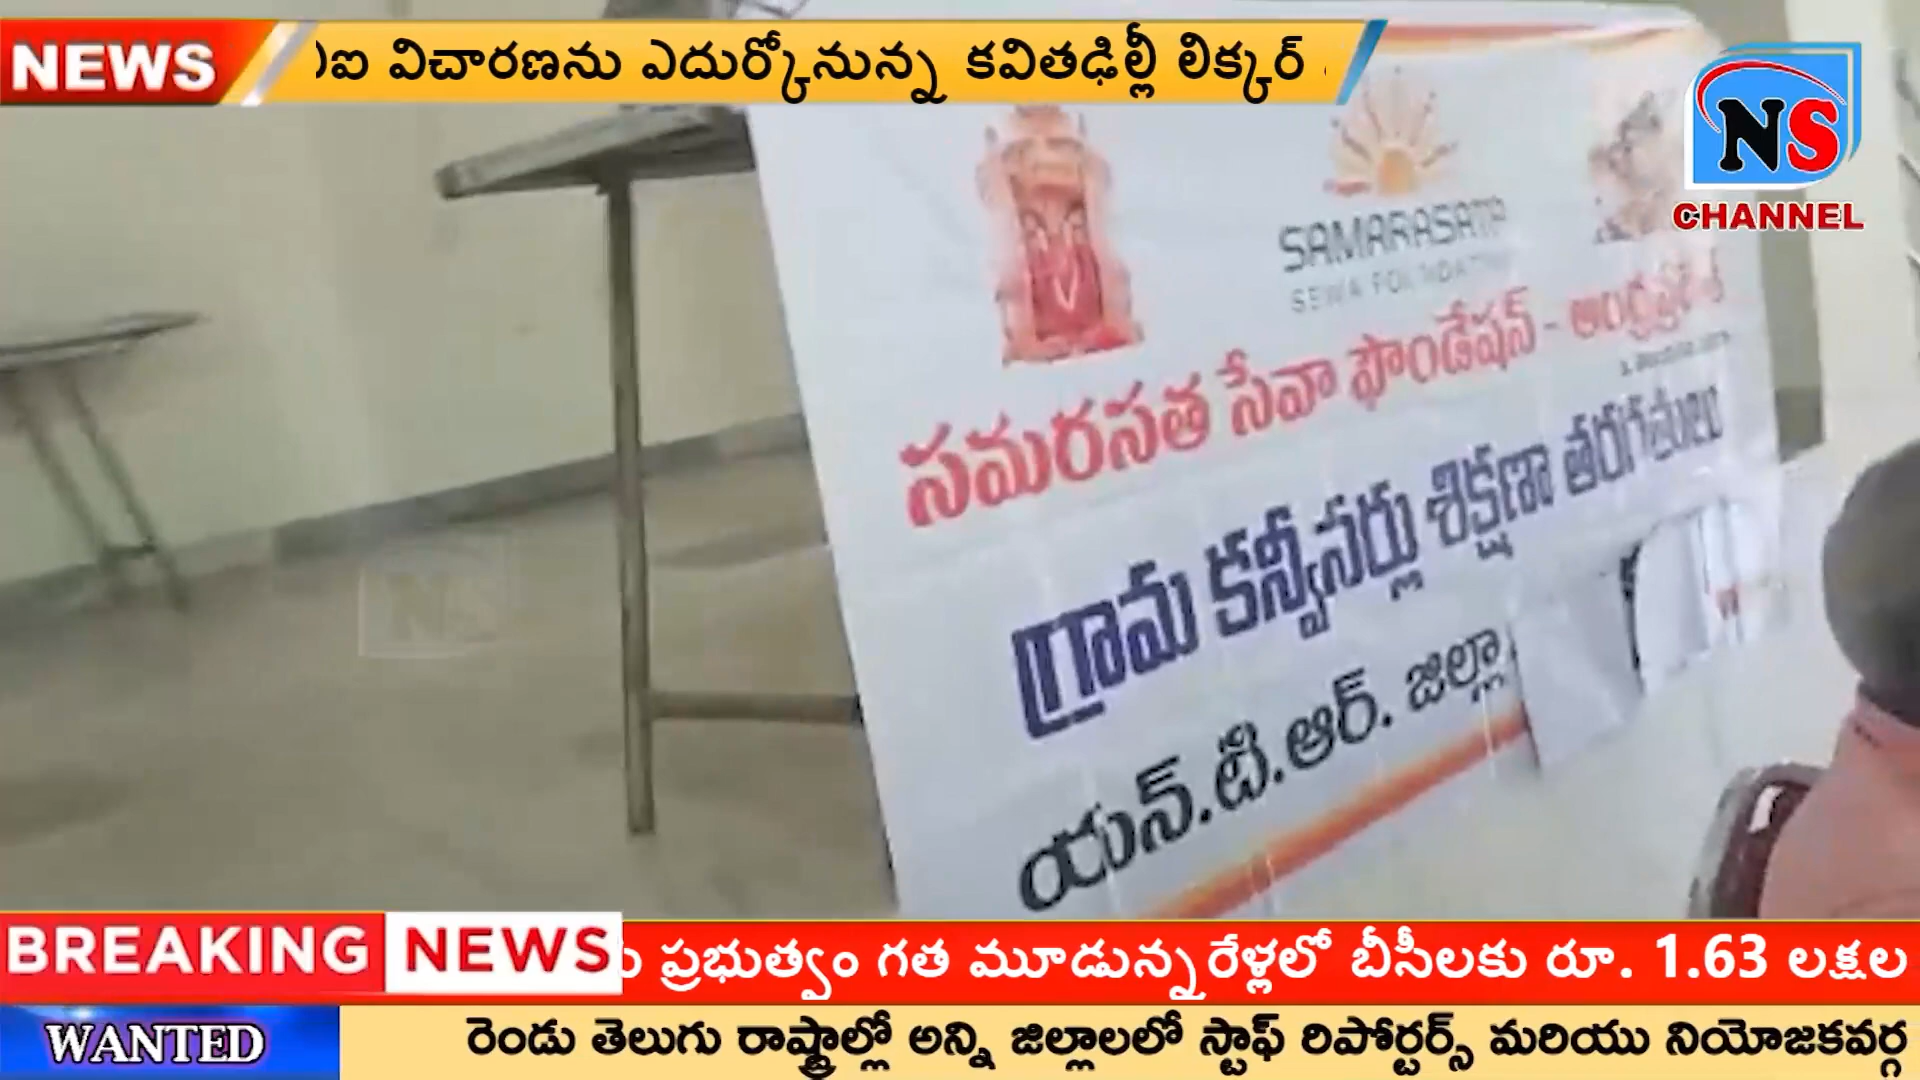 NEWS
విచారణను ఎదుర్కోనున్న కవితఢిల్లీ లిక్కర్
NS
CHANNEL
SAMARASATA
SEWA FOUNDATION
సమరసత సేవా ఫౌండేషన్ - ఆంధ్రప్రదేశ్
గ్రామ కన్వీనర్లు శిక్షణా తరగతులు
యన్.టి.ఆర్. జిల్లా
BREAKING NEWS
ప్రభుత్వం గత మూడున్నరేళ్లలో బీసీలకు రూ. 1.63 లక్షల
WANTED
రెండు తెలుగు రాష్ట్రాల్లో అన్ని జిల్లాలలో స్టాఫ్ రిపోర్టర్స్ మరియు నియోజకవర్గ